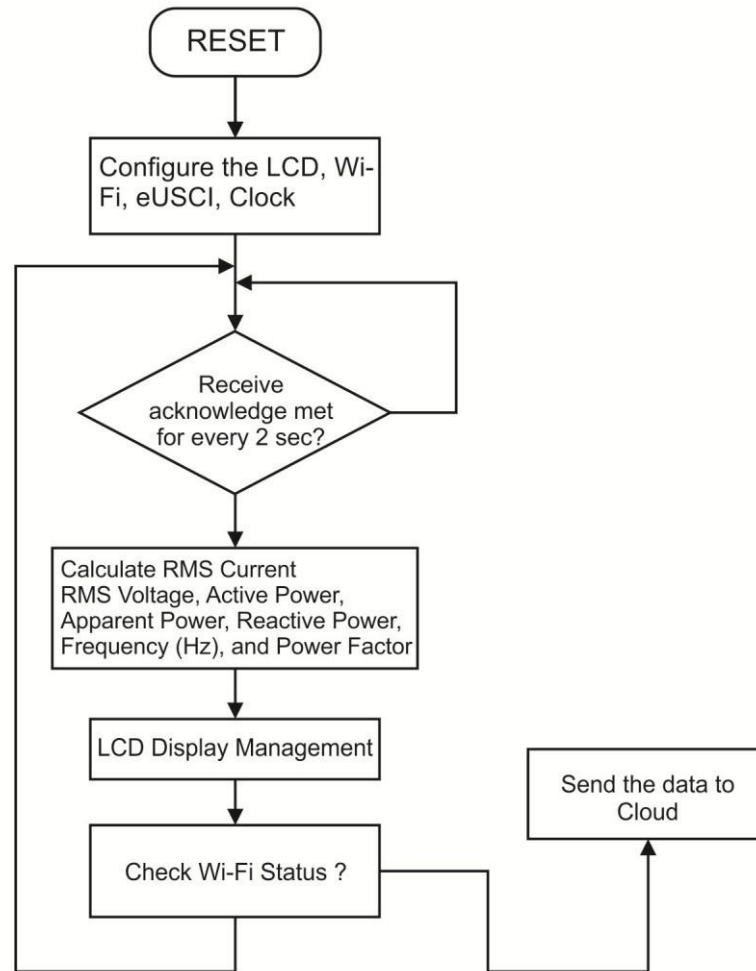 RESET
Configure the LCD, Wi-
Fi, eUSCI, Clock
Receive
acknowledge met
for every 2 sec?
Calculate RMS Current
RMS Voltage, Active Power,
Apparent Power, Reactive Power,
Frequency (Hz), and Power Factor
LCD Display Management
Send the data to
Cloud
Check Wi-Fi Status ?